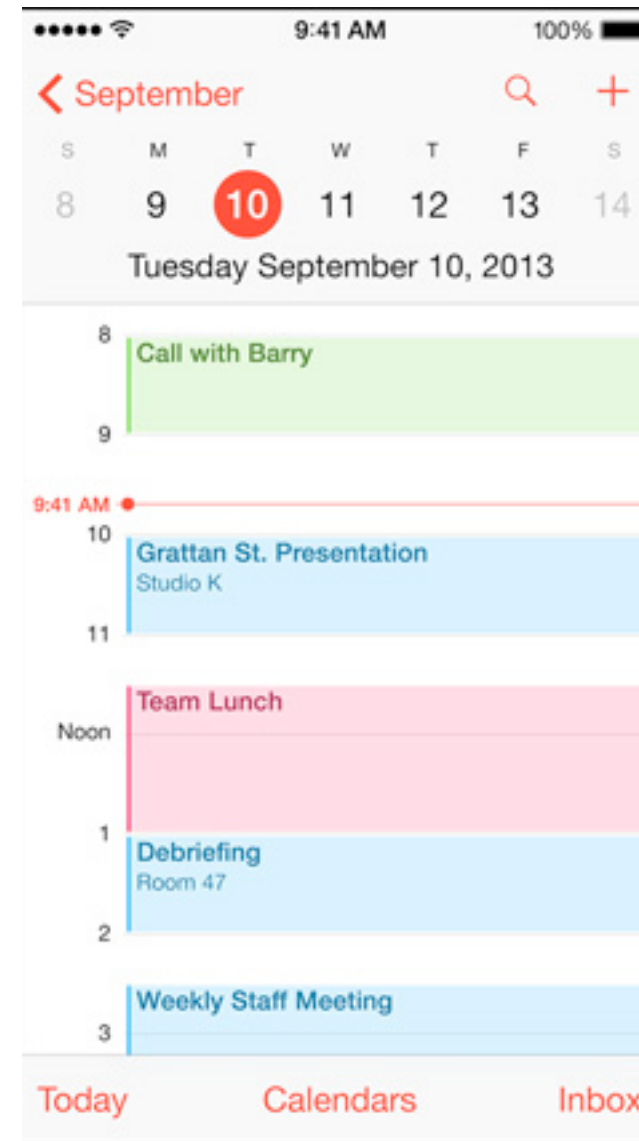 9:41 AM 100%
September
S M T W T F S
8 9 10 11 12 13 14
Tuesday September 10, 2013
8
Call with Barry
9
9:41 AM
10
Grattan St. Presentation
Studio K
11
Team Lunch
Noon
1
Debriefing
Room 47
2
Weekly Staff Meeting
3
Today Calendars Inbox